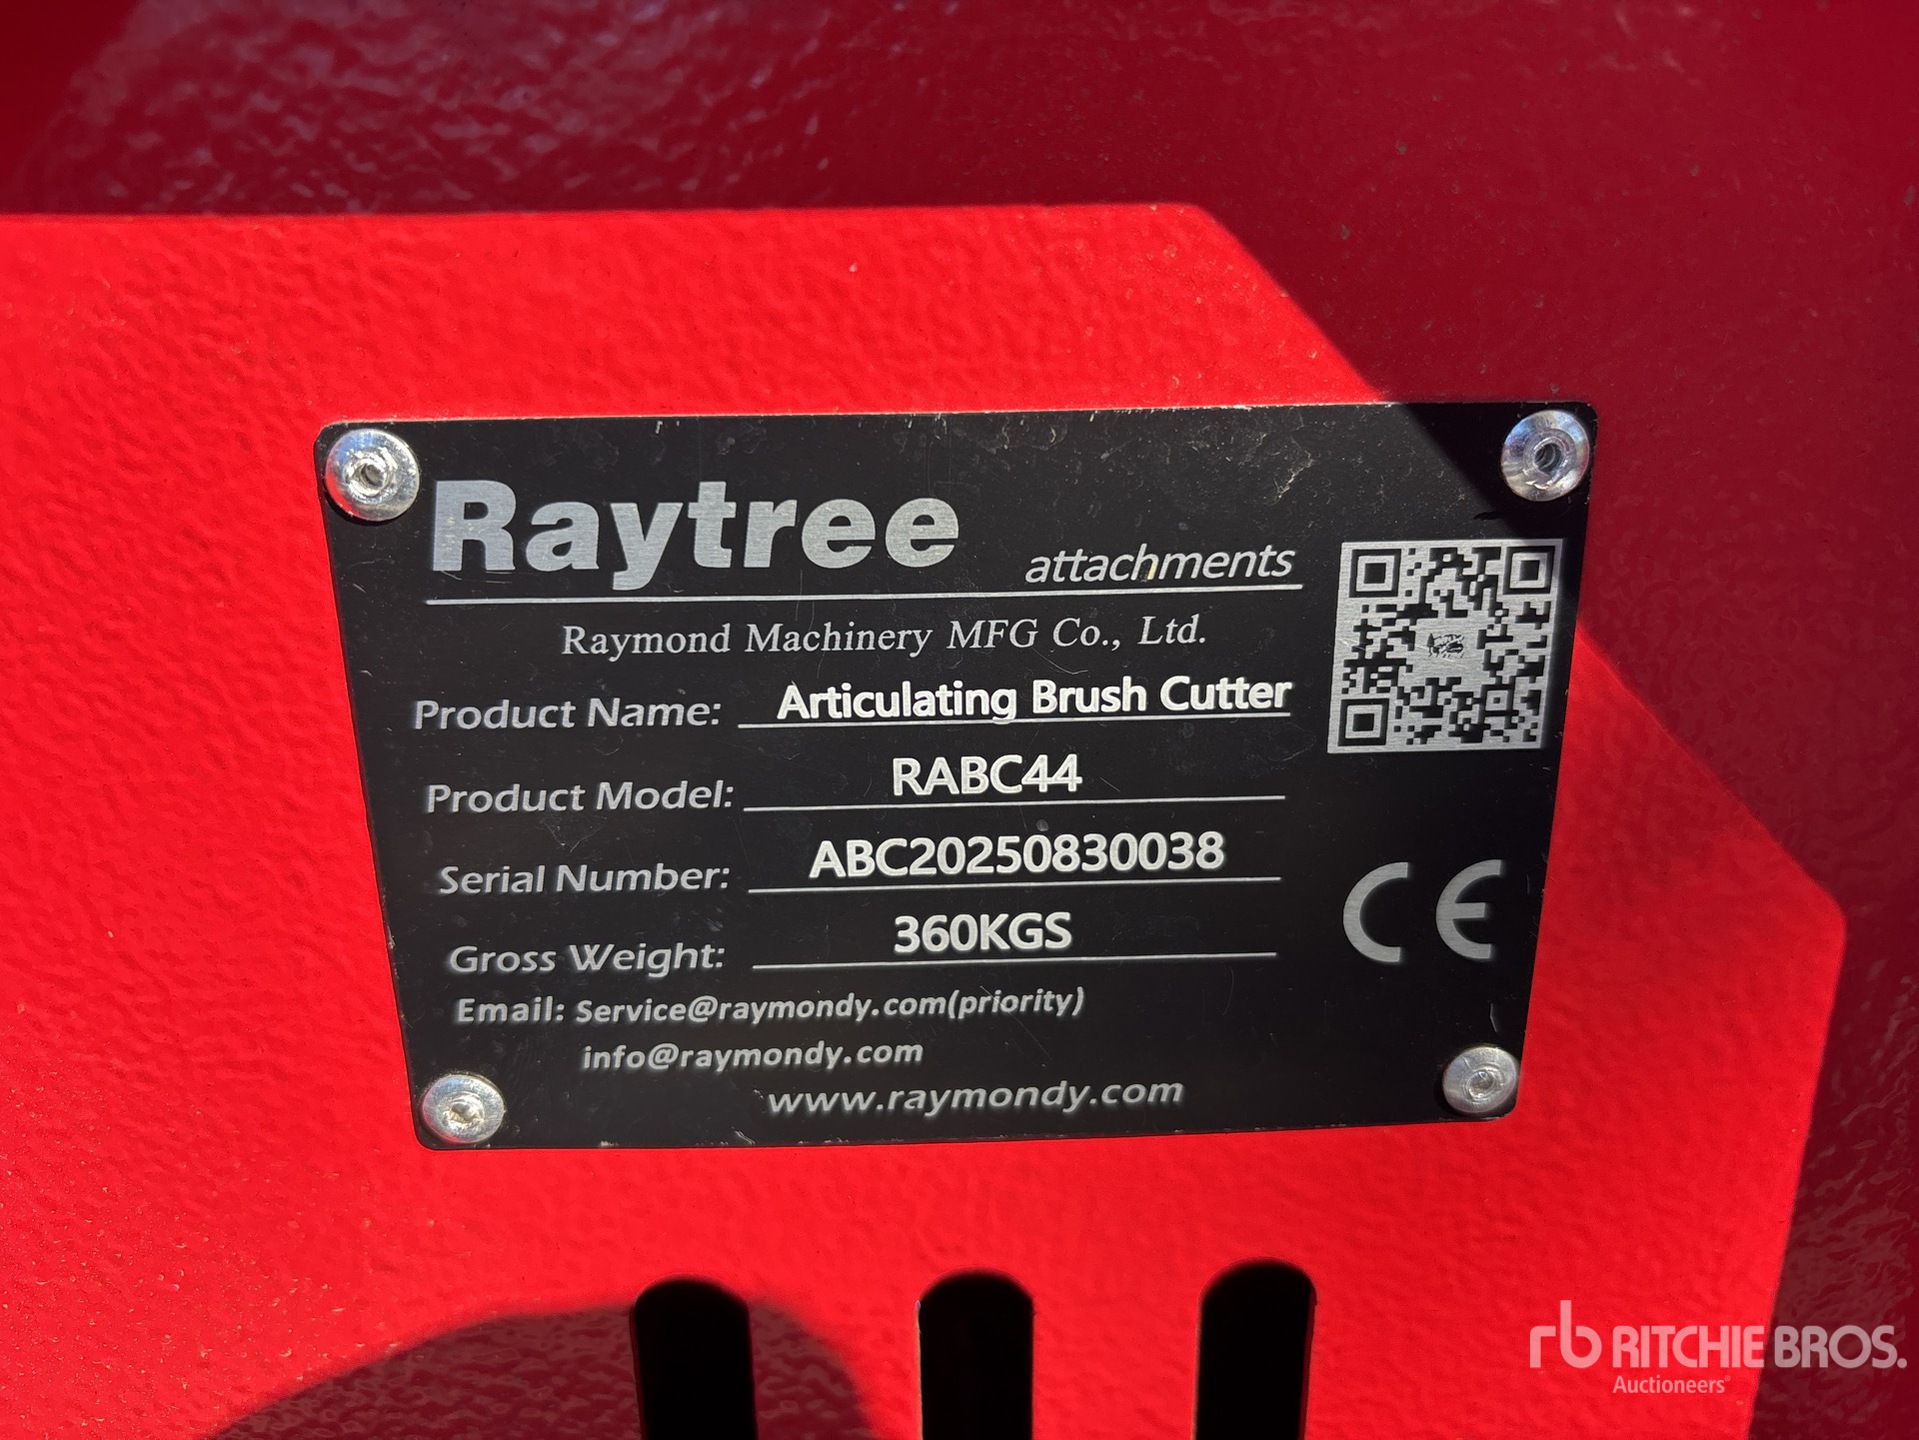 Raytree attachments
Raymond Machinery MFG Co., Ltd.
Product Name: Articulating Brush Cutter
Product Model: RABC44
Serial Number: ABC20250830038
Gross Weight: 360KGS
CE
Email: Service@raymondy.com(priority)
info@raymondy.com
www.raymondy.com
rb RITCHIE BROS.
Auctioneers®